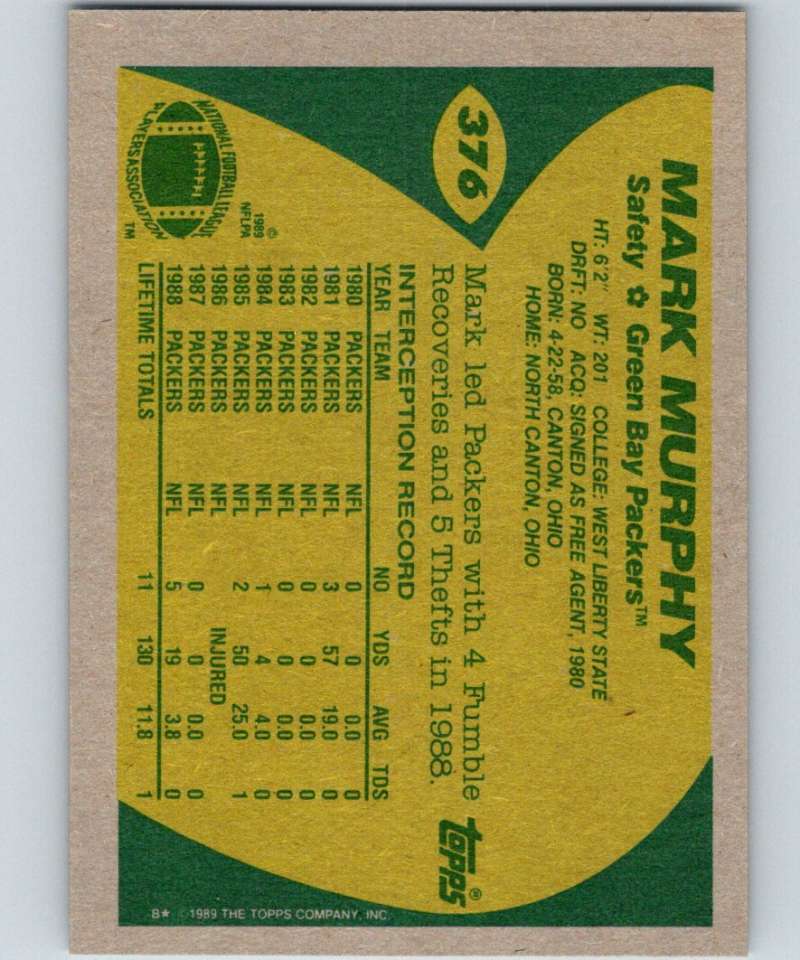 376
MARK MURPHY
Safety ✿ Green Bay Packers™
HT: 6'2" WT: 201 COLLEGE: WEST LIBERTY STATE
DRFT: NO ACQ: SIGNED AS FREE AGENT, 1980
BORN: 4-22-58, CANTON, OHIO
HOME: NORTH CANTON, OHIO
Mark led Packers with 4 Fumble
Recoveries and 5 Thefts in 1988.
topps®
INTERCEPTION RECORD
YEAR TEAM NO YDS AVG TDS
1980 PACKERS NFL 0 0 0.0 0
1981 PACKERS NFL 3 57 19.0 0
1982 PACKERS NFL 0 0 0.0 0
1983 PACKERS NFL 0 0 0.0 0
1984 PACKERS NFL 1 4 4.0 0
1985 PACKERS NFL 2 50 25.0 1
1986 PACKERS NFL INJURED
1987 PACKERS NFL 0 0 0.0 0
1988 PACKERS NFL 5 19 3.8 0
LIFETIME TOTALS 11 130 11.8 1
NATIONAL FOOTBALL LEAGUE
PLAYERS ASSOCIATION
TM
©
1989
NFLPA
B★ ©1989 THE TOPPS COMPANY, INC.